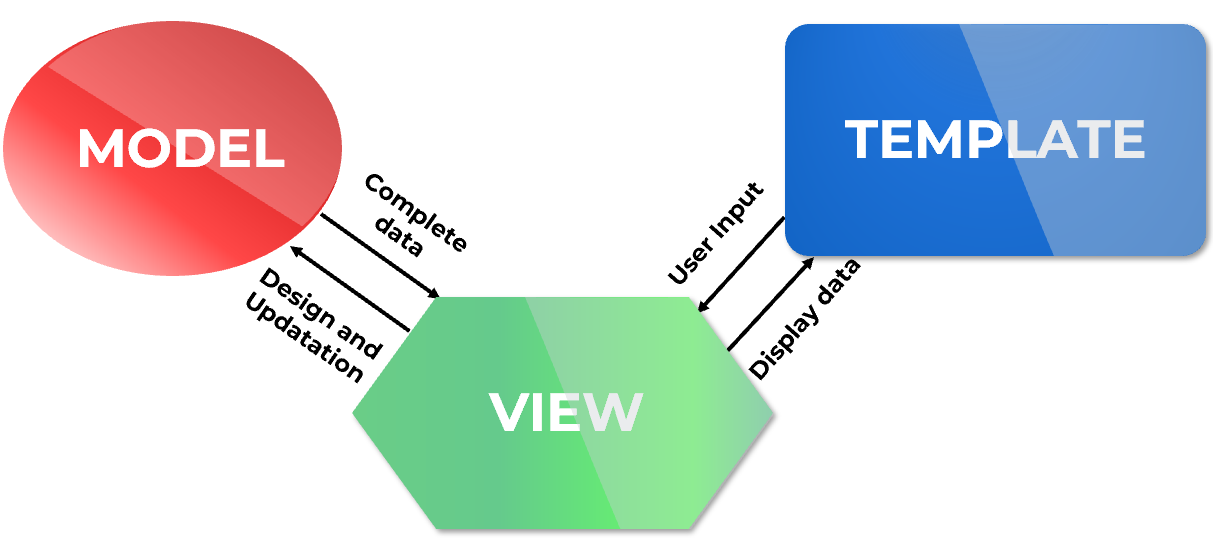 MODEL
TEMPLATE
Complete
data
User Input
Design and
Updatation
Display data
VIEW